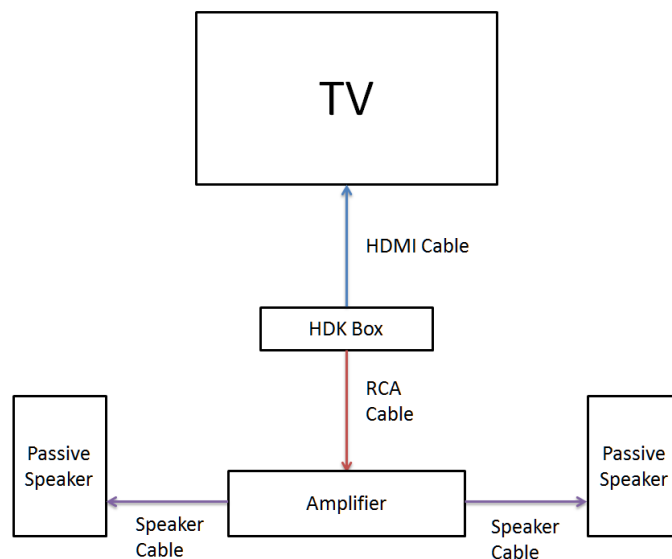 TV
HDMI Cable
HDK Box
RCA
Cable
Passive
Speaker
Amplifier
Passive
Speaker
Speaker
Cable
Speaker
Cable